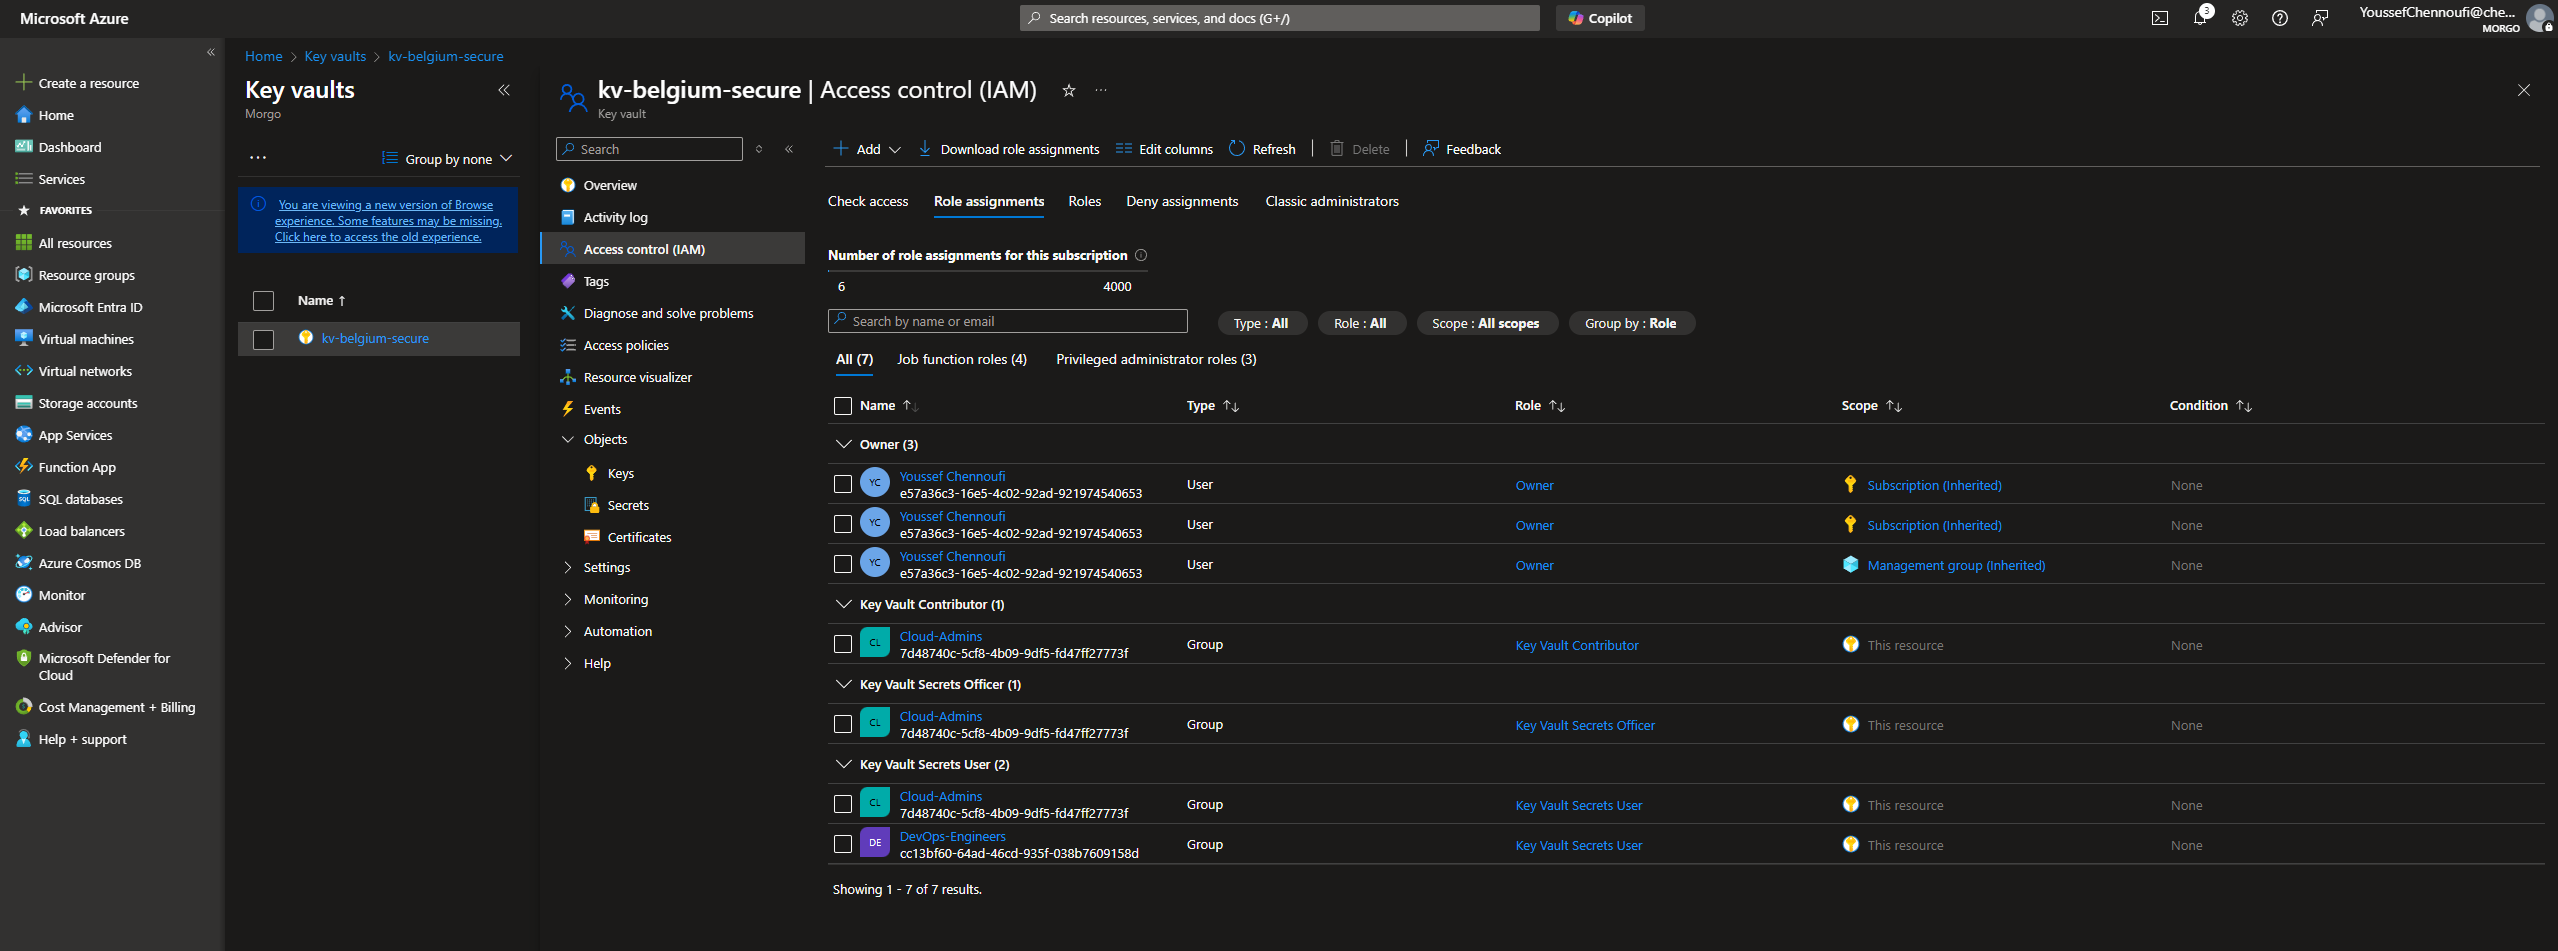 Microsoft Azure
Search resources, services, and docs (G+/)
Copilot
3
YoussefChennoufi@che...
MORGO
Create a resource
Home
Dashboard
Services
FAVORITES
All resources
Resource groups
Microsoft Entra ID
Virtual machines
Virtual networks
Storage accounts
App Services
Function App
SQL databases
Load balancers
Azure Cosmos DB
Monitor
Advisor
Microsoft Defender for
Cloud
Cost Management + Billing
Help + support
Home > Key vaults > kv-belgium-secure
Key vaults
Morgo
Group by none
You are viewing a new version of Browse
experience. Some features may be missing.
Click here to access the old experience.
Name ↑
kv-belgium-secure
kv-belgium-secure | Access control (IAM)
Key vault
Search
Overview
Activity log
Access control (IAM)
Tags
Diagnose and solve problems
Access policies
Resource visualizer
Events
Objects
Keys
Secrets
Certificates
Settings
Monitoring
Automation
Help
Add Download role assignments Edit columns Refresh Delete Feedback
Check access Role assignments Roles Deny assignments Classic administrators
Number of role assignments for this subscription
6 4000
Search by name or email Type : All Role : All Scope : All scopes Group by : Role
All (7) Job function roles (4) Privileged administrator roles (3)
Name ↑↓ Type ↑↓ Role ↑↓ Scope ↑↓ Condition ↑↓
Owner (3)
YC Youssef Chennoufi
e57a36c3-16e5-4c02-92ad-921974540653 User Owner Subscription (Inherited) None
YC Youssef Chennoufi
e57a36c3-16e5-4c02-92ad-921974540653 User Owner Subscription (Inherited) None
YC Youssef Chennoufi
e57a36c3-16e5-4c02-92ad-921974540653 User Owner Management group (Inherited) None
Key Vault Contributor (1)
CL Cloud-Admins
7d48740c-5cf8-4b09-9df5-fd47ff27773f Group Key Vault Contributor This resource None
Key Vault Secrets Officer (1)
CL Cloud-Admins
7d48740c-5cf8-4b09-9df5-fd47ff27773f Group Key Vault Secrets Officer This resource None
Key Vault Secrets User (2)
CL Cloud-Admins
7d48740c-5cf8-4b09-9df5-fd47ff27773f Group Key Vault Secrets User This resource None
DE DevOps-Engineers
cc13bf60-64ad-46cd-935f-038b7609158d Group Key Vault Secrets User This resource None
Showing 1 - 7 of 7 results.